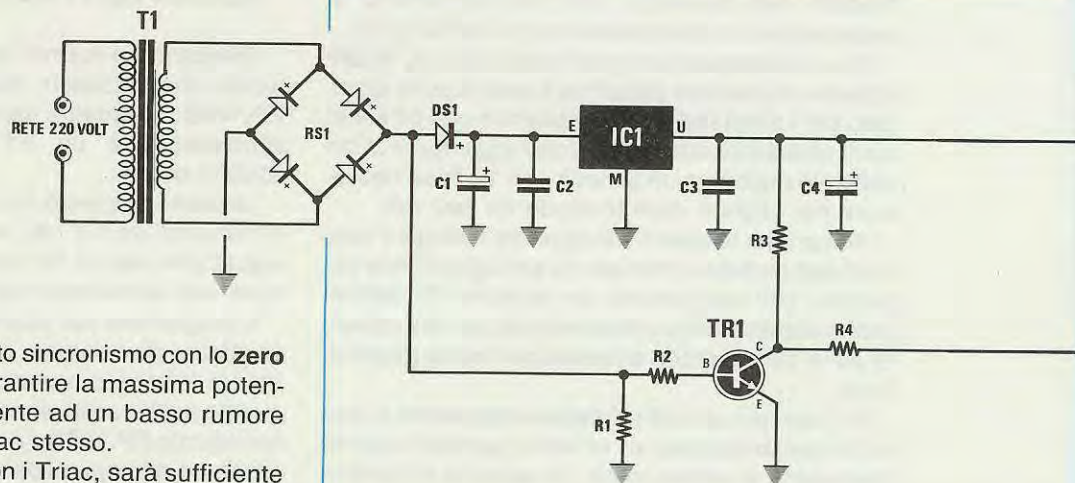 T1
RETE 220 VOLT
RS1
DS1
+
E
IC1
U
M
C1
+
C2
C3
C4
+
R3
TR1
R2
B
C
E
R4
R1
to sincronismo con lo zero
rantire la massima poten-
ente ad un basso rumore
ac stesso.
on i Triac, sarà sufficiente